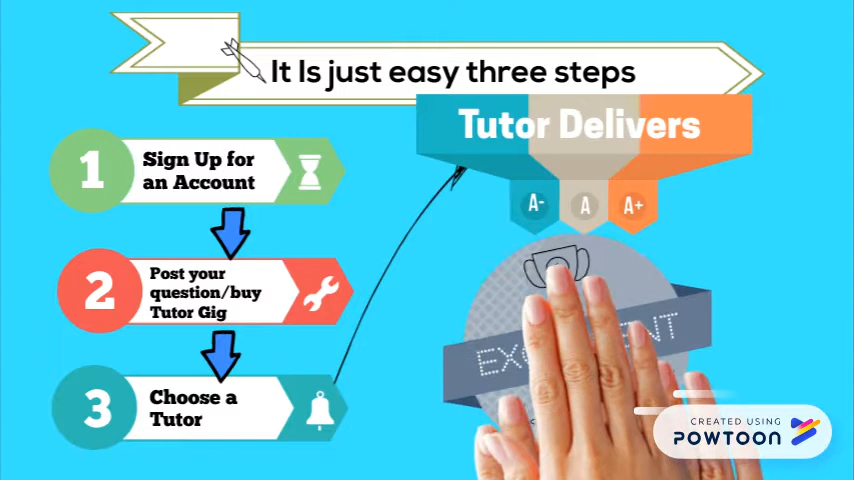 It Is just easy three steps
Tutor Delivers
A- A A+
1
Sign Up for
an Account
2
Post your
question/buy
Tutor Gig
3
Choose a
Tutor
CREATED USING
POWTOON